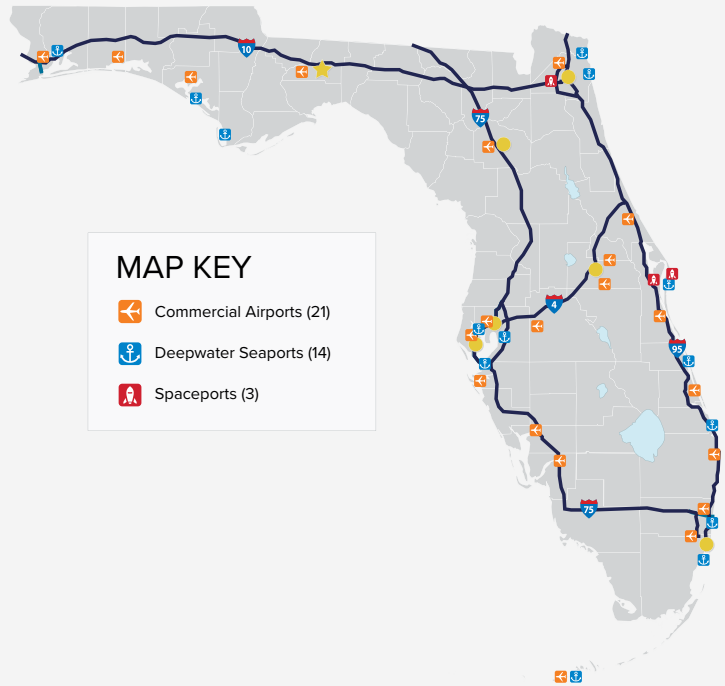 10
75
MAP KEY
Commercial Airports (21)
4
Deepwater Seaports (14)
95
Spaceports (3)
75